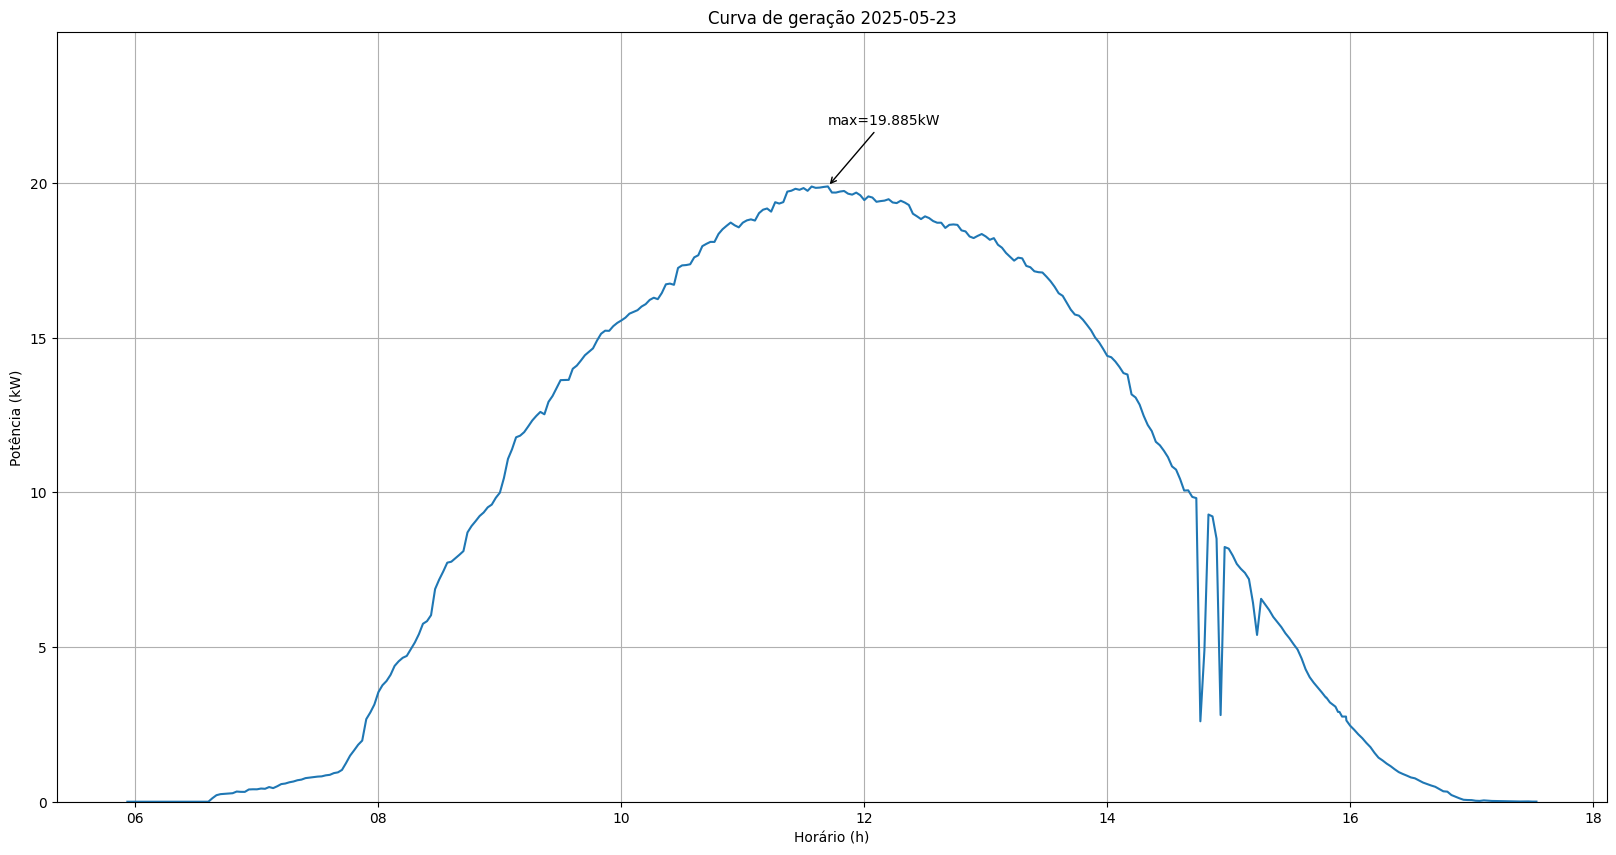 Curva de geração 2025-05-23
max=19.885kW
Potência (kW)
20
15
10
5
0
06 08 10 12 14 16 18
Horário (h)